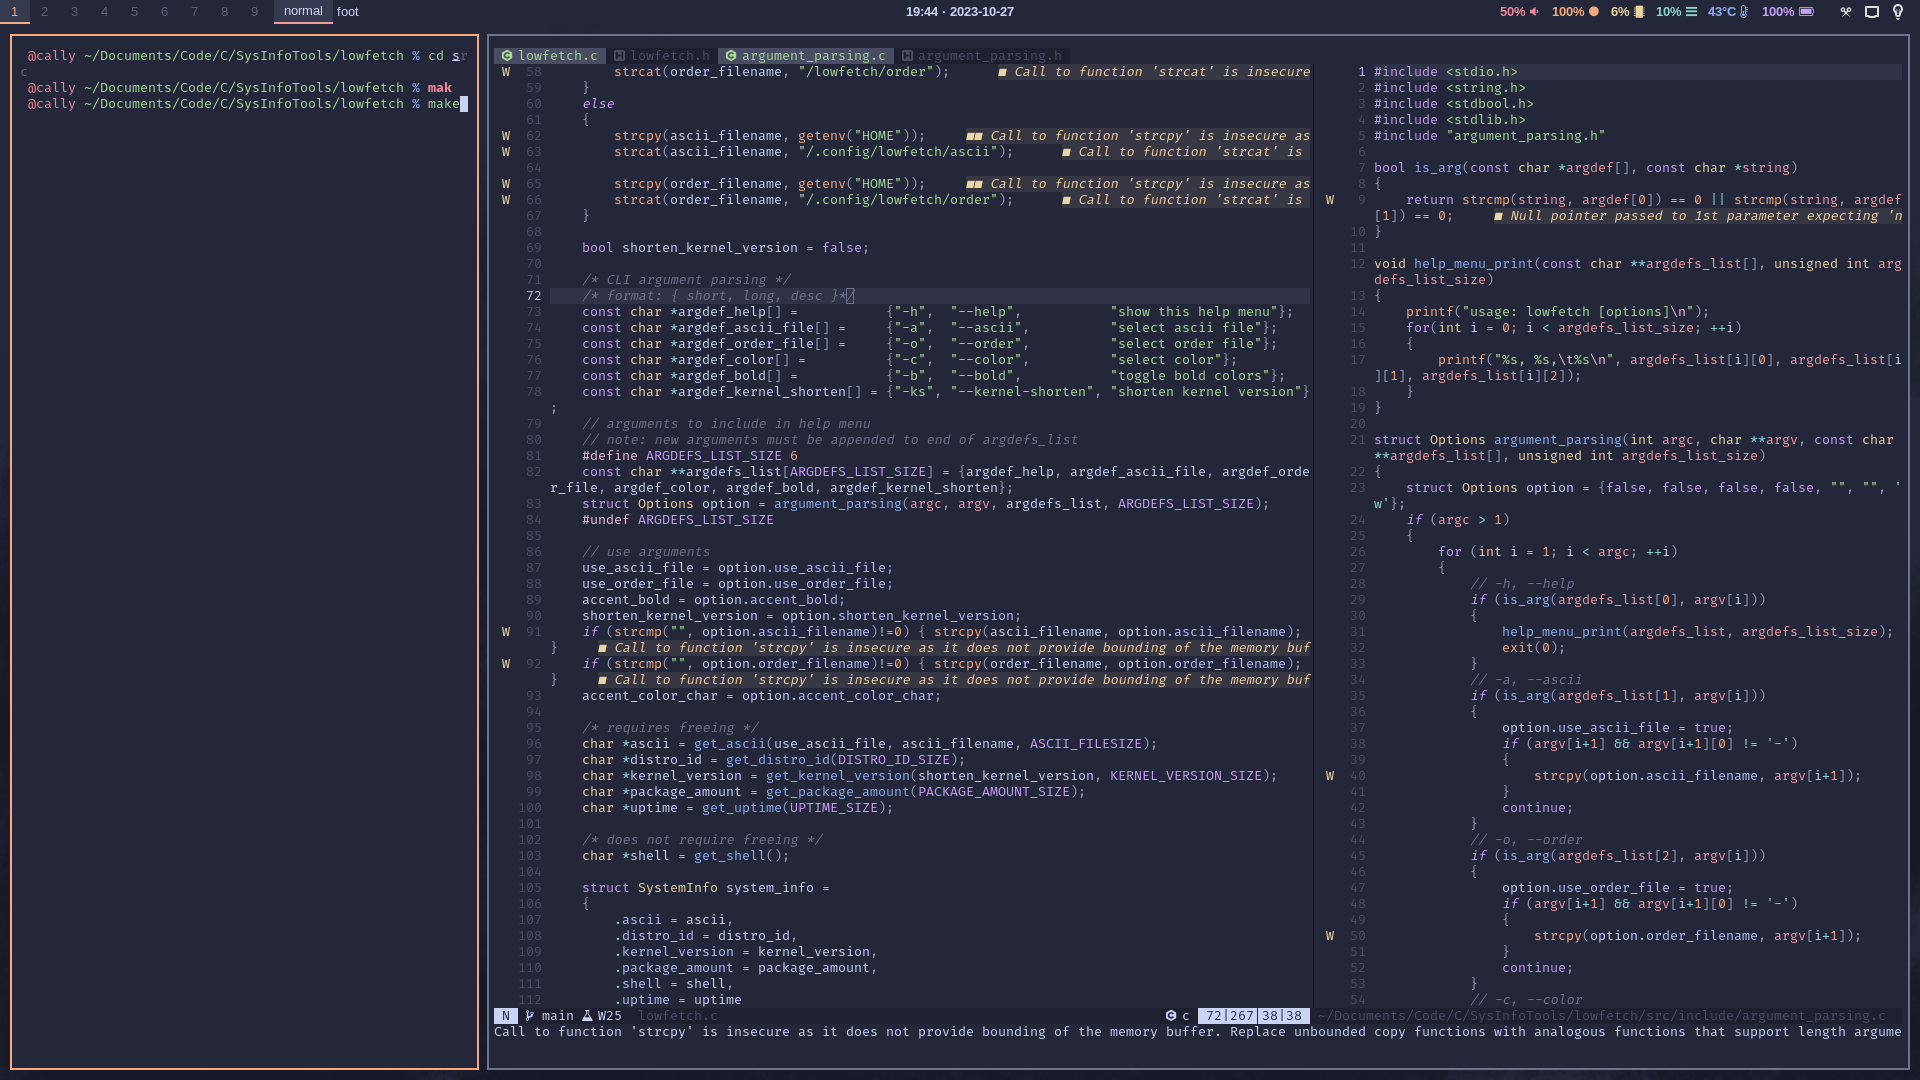 1 2 3 4 5 6 7 8 9 normal foot 19:44 · 2023-10-27 50% 100% 6% 10% 43°C 100%
@cally ~/Documents/Code/C/SysInfoTools/lowfetch % cd src
@cally ~/Documents/Code/C/SysInfoTools/lowfetch % mak
@cally ~/Documents/Code/C/SysInfoTools/lowfetch % make
lowfetch.c lowfetch.h argument_parsing.c argument_parsing.h
W 58 strcat(order_filename, "/lowfetch/order"); ■ Call to function 'strcat' is insecure
59 }
60 else
61 {
W 62 strcpy(ascii_filename, getenv("HOME")); ■■ Call to function 'strcpy' is insecure as
W 63 strcat(ascii_filename, "/.config/lowfetch/ascii"); ■ Call to function 'strcat' is
64
W 65 strcpy(order_filename, getenv("HOME")); ■■ Call to function 'strcpy' is insecure as
W 66 strcat(order_filename, "/.config/lowfetch/order"); ■ Call to function 'strcat' is
67 }
68
69 bool shorten_kernel_version = false;
70
71 /* CLI argument parsing */
72 /* format: { short, long, desc }*/
73 const char *argdef_help[] = {"-h", "--help", "show this help menu"};
74 const char *argdef_ascii_file[] = {"-a", "--ascii", "select ascii file"};
75 const char *argdef_order_file[] = {"-o", "--order", "select order file"};
76 const char *argdef_color[] = {"-c", "--color", "select color"};
77 const char *argdef_bold[] = {"-b", "--bold", "toggle bold colors"};
78 const char *argdef_kernel_shorten[] = {"-ks", "--kernel-shorten", "shorten kernel version"}
;
79 // arguments to include in help menu
80 // note: new arguments must be appended to end of argdefs_list
81 #define ARGDEFS_LIST_SIZE 6
82 const char **argdefs_list[ARGDEFS_LIST_SIZE] = {argdef_help, argdef_ascii_file, argdef_orde
r_file, argdef_color, argdef_bold, argdef_kernel_shorten};
83 struct Options option = argument_parsing(argc, argv, argdefs_list, ARGDEFS_LIST_SIZE);
84 #undef ARGDEFS_LIST_SIZE
85
86 // use arguments
87 use_ascii_file = option.use_ascii_file;
88 use_order_file = option.use_order_file;
89 accent_bold = option.accent_bold;
90 shorten_kernel_version = option.shorten_kernel_version;
W 91 if (strcmp("", option.ascii_filename)!=0) { strcpy(ascii_filename, option.ascii_filename);
} ■ Call to function 'strcpy' is insecure as it does not provide bounding of the memory buf
W 92 if (strcmp("", option.order_filename)!=0) { strcpy(order_filename, option.order_filename);
} ■ Call to function 'strcpy' is insecure as it does not provide bounding of the memory buf
93 accent_color_char = option.accent_color_char;
94
95 /* requires freeing */
96 char *ascii = get_ascii(use_ascii_file, ascii_filename, ASCII_FILESIZE);
97 char *distro_id = get_distro_id(DISTRO_ID_SIZE);
98 char *kernel_version = get_kernel_version(shorten_kernel_version, KERNEL_VERSION_SIZE);
99 char *package_amount = get_package_amount(PACKAGE_AMOUNT_SIZE);
100 char *uptime = get_uptime(UPTIME_SIZE);
101
102 /* does not require freeing */
103 char *shell = get_shell();
104
105 struct SystemInfo system_info =
106 {
107 .ascii = ascii,
108 .distro_id = distro_id,
109 .kernel_version = kernel_version,
110 .package_amount = package_amount,
111 .shell = shell,
112 .uptime = uptime
N main W25 lowfetch.c c 72|267 38|38
1 #include <stdio.h>
2 #include <string.h>
3 #include <stdbool.h>
4 #include <stdlib.h>
5 #include "argument_parsing.h"
6
7 bool is_arg(const char *argdef[], const char *string)
8 {
W 9 return strcmp(string, argdef[0]) == 0 || strcmp(string, argdef
[1]) == 0; ■ Null pointer passed to 1st parameter expecting 'n
10 }
11
12 void help_menu_print(const char **argdefs_list[], unsigned int arg
defs_list_size)
13 {
14 printf("usage: lowfetch [options]\n");
15 for(int i = 0; i < argdefs_list_size; ++i)
16 {
17 printf("%s, %s,\t%s\n", argdefs_list[i][0], argdefs_list[i
][1], argdefs_list[i][2]);
18 }
19 }
20
21 struct Options argument_parsing(int argc, char **argv, const char
**argdefs_list[], unsigned int argdefs_list_size)
22 {
23 struct Options option = {false, false, false, false, "", "", '
w'};
24 if (argc > 1)
25 {
26 for (int i = 1; i < argc; ++i)
27 {
28 // -h, --help
29 if (is_arg(argdefs_list[0], argv[i]))
30 {
31 help_menu_print(argdefs_list, argdefs_list_size);
32 exit(0);
33 }
34 // -a, --ascii
35 if (is_arg(argdefs_list[1], argv[i]))
36 {
37 option.use_ascii_file = true;
38 if (argv[i+1] && argv[i+1][0] != '-')
39 {
W 40 strcpy(option.ascii_filename, argv[i+1]);
41 }
42 continue;
43 }
44 // -o, --order
45 if (is_arg(argdefs_list[2], argv[i]))
46 {
47 option.use_order_file = true;
48 if (argv[i+1] && argv[i+1][0] != '-')
49 {
W 50 strcpy(option.order_filename, argv[i+1]);
51 }
52 continue;
53 }
54 // -c, --color
~/Documents/Code/C/SysInfoTools/lowfetch/src/include/argument_parsing.c
Call to function 'strcpy' is insecure as it does not provide bounding of the memory buffer. Replace unbounded copy functions with analogous functions that support length argume